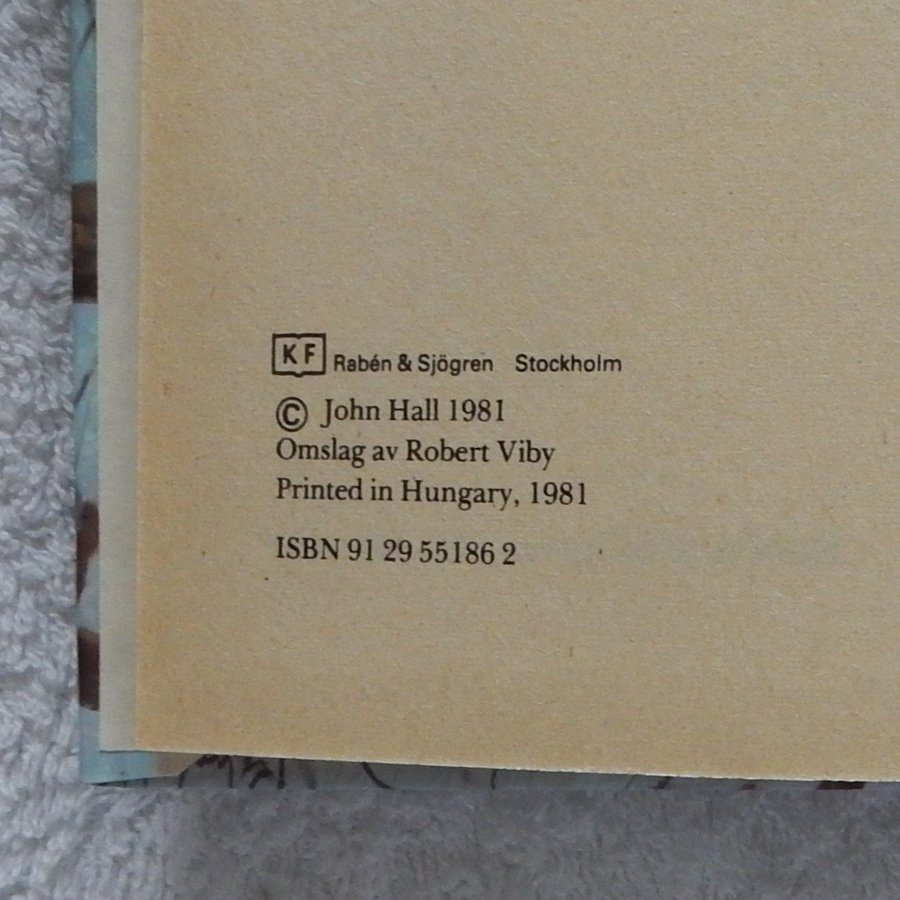 KF Rabén & Sjögren Stockholm
© John Hall 1981
Omslag av Robert Viby
Printed in Hungary, 1981
ISBN 91 29 55186 2